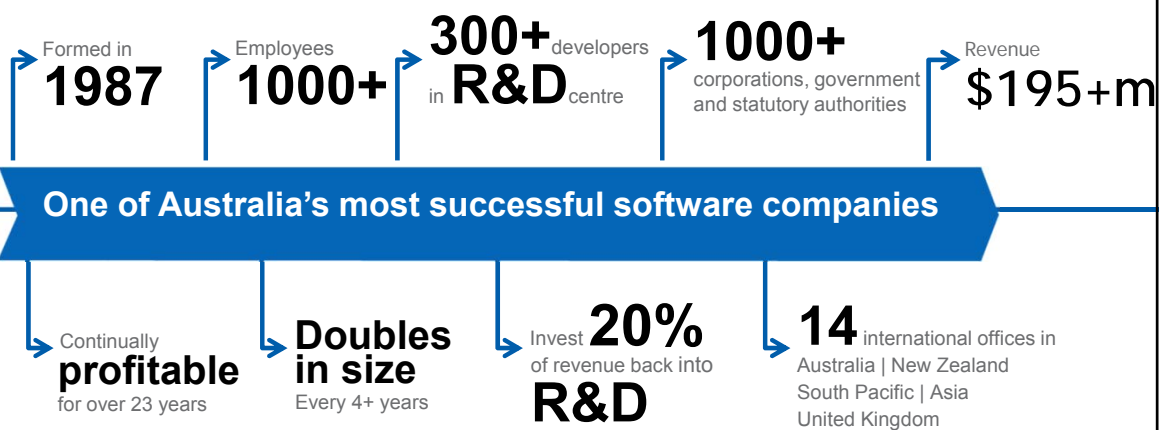 Formed in
1987
Employees
1000+
300+ developers
in R&D centre
1000+
corporations, government
and statutory authorities
Revenue
$195+m
One of Australia's most successful software companies
Continually
profitable
for over 23 years
Doubles
in size
Every 4+ years
Invest 20%
of revenue back into
R&D
14 international offices in
Australia | New Zealand
South Pacific | Asia
United Kingdom